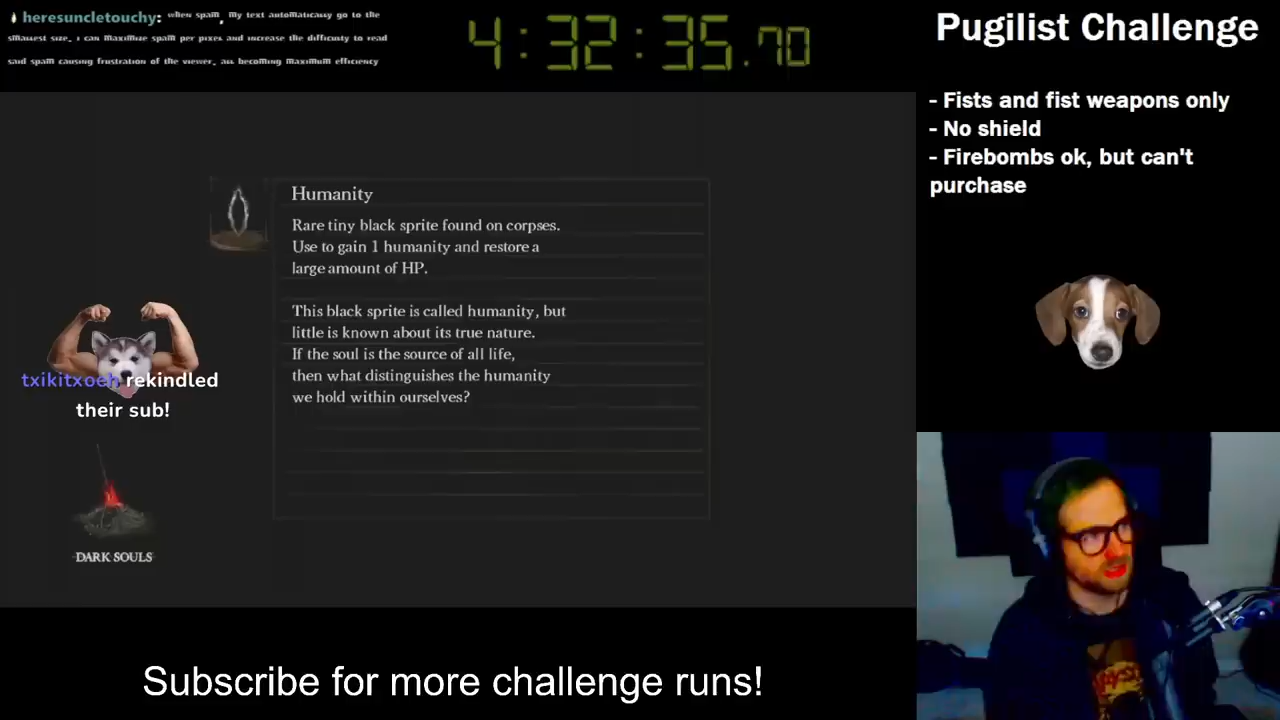 heresuncletouchy: when spam, my text automatically go to the
smallest size, i can maximize spam per pixel and increase the difficulty to read
said spam causing frustration of the viewer, all becoming maximum efficiency
4:32:35.70
Pugilist Challenge
- Fists and fist weapons only
- No shield
- Firebombs ok, but can't
purchase
Humanity
Rare tiny black sprite found on corpses.
Use to gain 1 humanity and restore a
large amount of HP.
This black sprite is called humanity, but
little is known about its true nature.
If the soul is the source of all life,
then what distinguishes the humanity
we hold within ourselves?
rekindled
their sub!
DARK SOULS
Subscribe for more challenge runs!